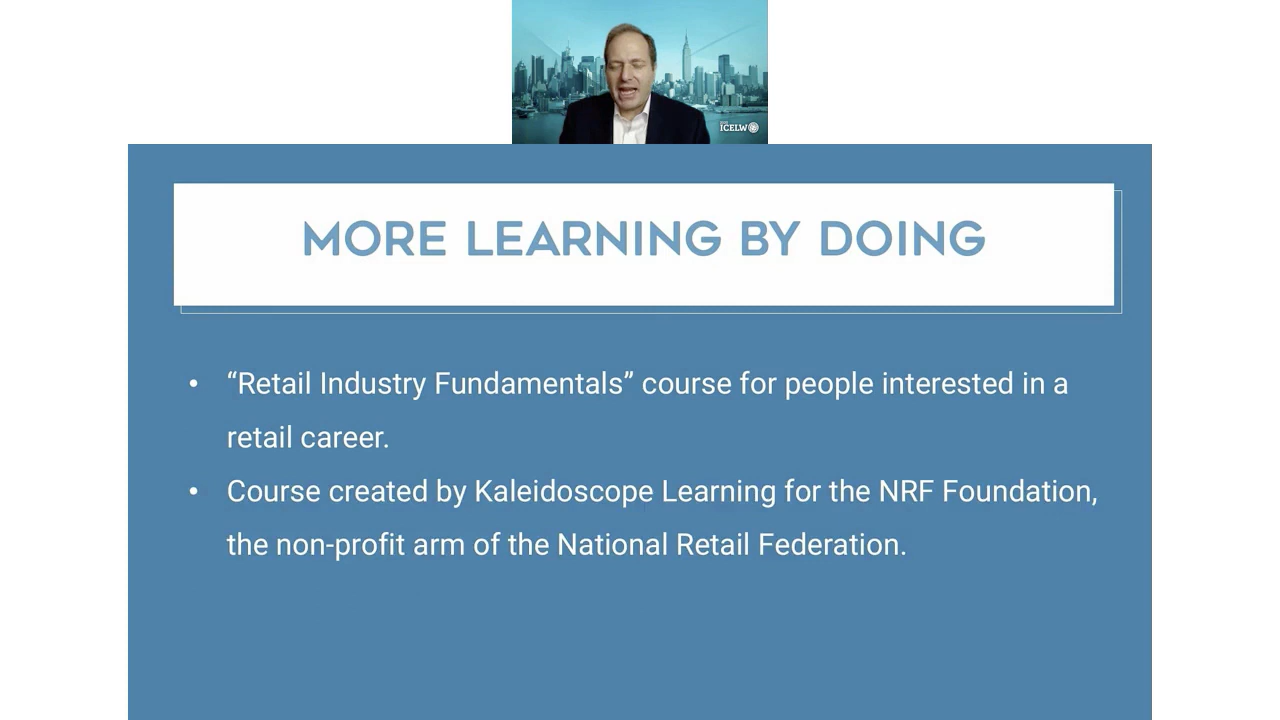 ICELW
MORE LEARNING BY DOING
• “Retail Industry Fundamentals” course for people interested in a
retail career.
• Course created by Kaleidoscope Learning for the NRF Foundation,
the non-profit arm of the National Retail Federation.